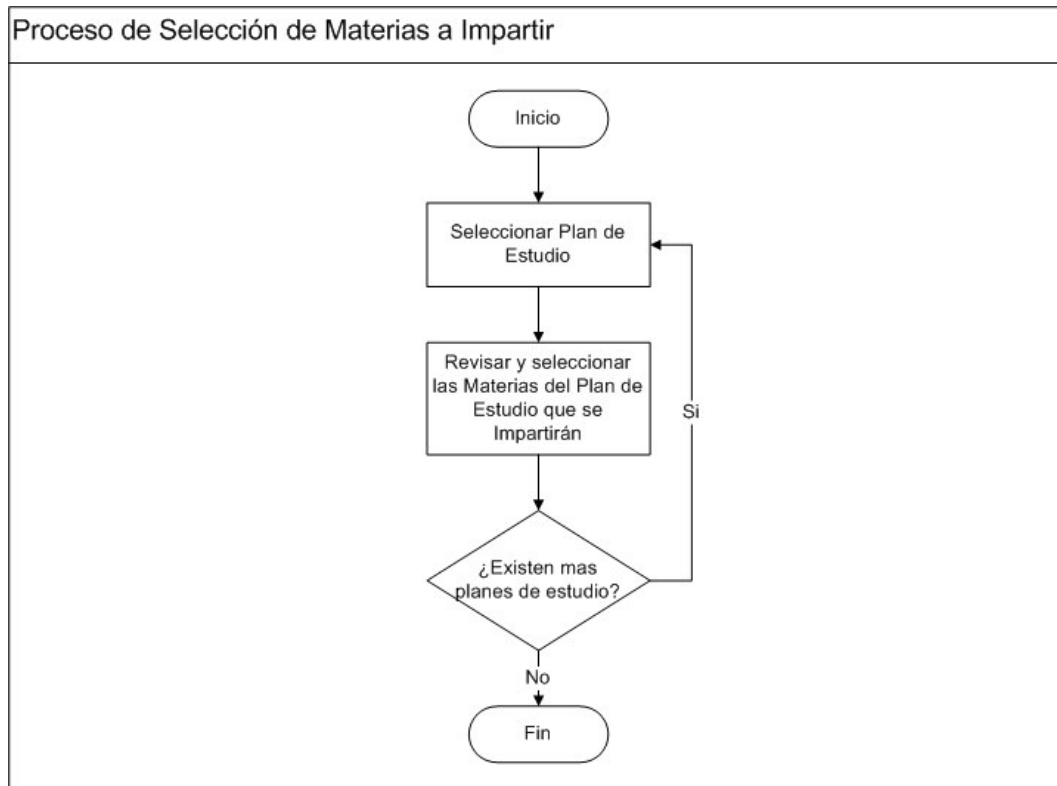 Proceso de Selección de Materias a Impartir
Inicio
Seleccionar Plan de
Estudio
Revisar y seleccionar
las Materias del Plan de
Estudio que se
Impartirán
Si
¿Existen mas
planes de estudio?
No
Fin